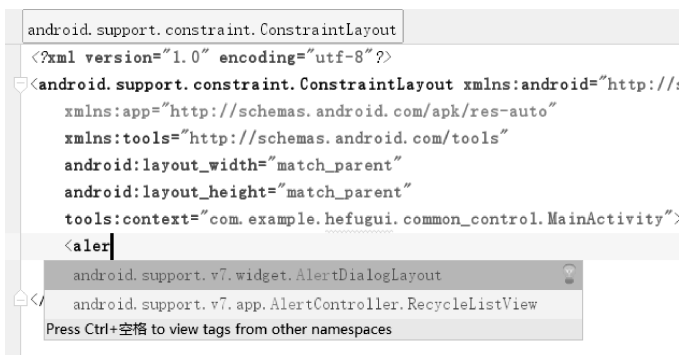 android.support.constraint.ConstraintLayout
<?xml version="1.0" encoding="utf-8"?>
<android.support.constraint.ConstraintLayout xmlns:android="http://s
xmlns:app="http://schemas.android.com/apk/res-auto"
xmlns:tools="http://schemas.android.com/tools"
android:layout_width="match_parent"
android:layout_height="match_parent"
tools:context="com.example.hefugui.common_control.MainActivity">
<aler
android.support.v7.widget.AlertDialogLayout
</
android.support.v7.app.AlertController.RecycleListView
Press Ctrl+空格 to view tags from other namespaces